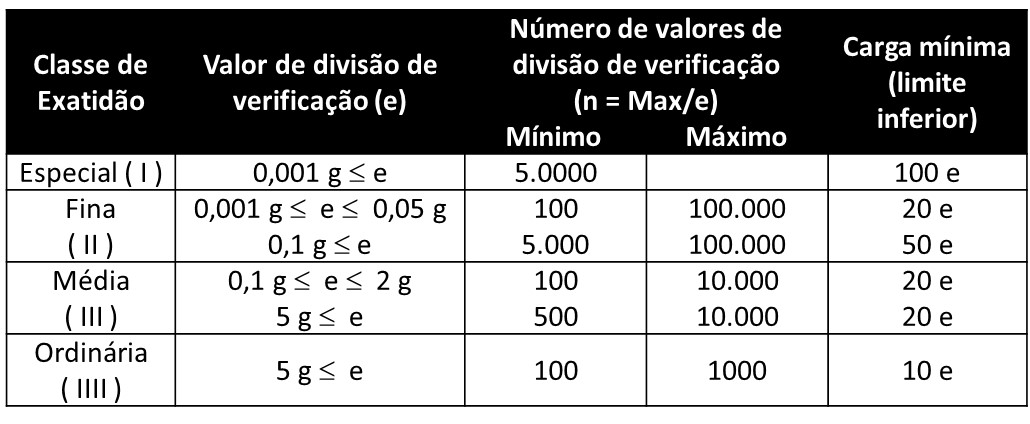 Classe de Exatidão | Valor de divisão de verificação (e) | Número de valores de divisão de verificação (n = Max/e) Mínimo Máximo | Carga mínima (limite inferior)
Especial ( I ) 0,001 g ≤ e 5.0000 100 e
Fina 0,001 g ≤ e ≤ 0,05 g 100 100.000 20 e
( II ) 0,1 g ≤ e 5.000 100.000 50 e
Média 0,1 g ≤ e ≤ 2 g 100 10.000 20 e
( III ) 5 g ≤ e 500 10.000 20 e
Ordinária
( IIII ) 5 g ≤ e 100 1000 10 e